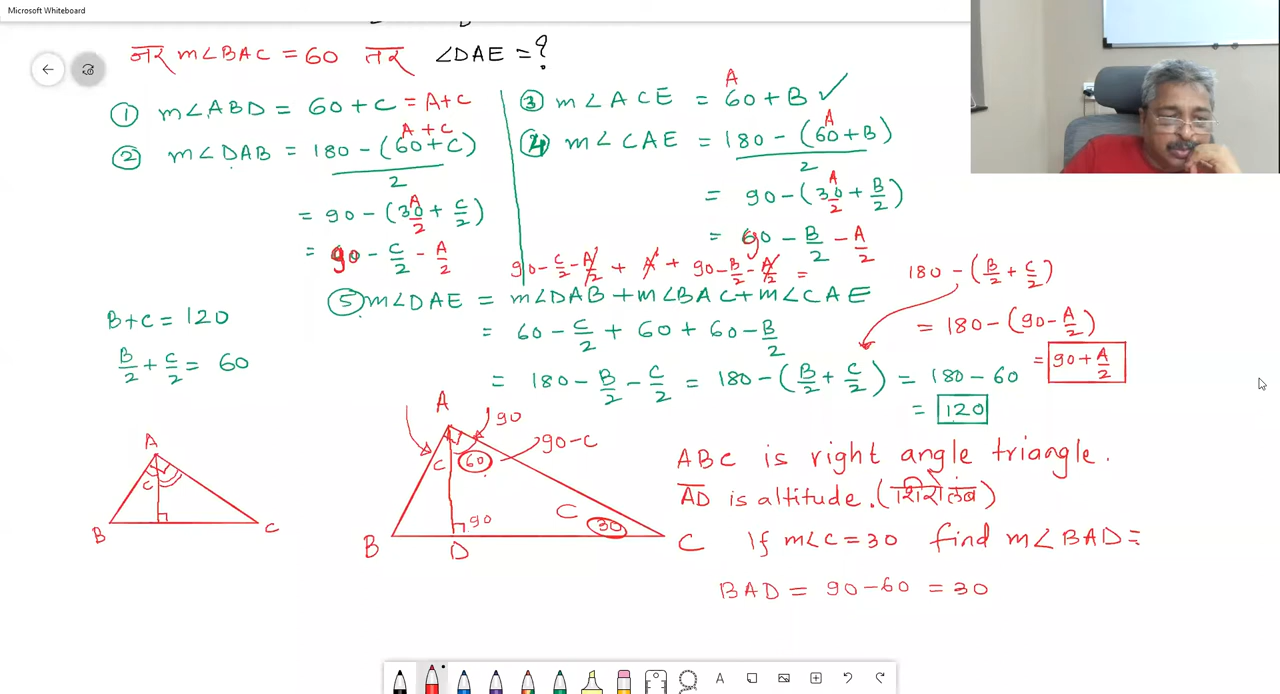 Microsoft Whiteboard
जर m∠BAC = 60 तर ∠DAE = ?
① m∠ABD = 60 + C = A + C
A + C
② m∠DAB = 180 - (60 + C)
2
= 90 - (30 + C/2)
A/2
= 90 - C/2 - A/2
③ m∠ACE = 60 + B ✓
A
④ m∠CAE = 180 - (60 + B)
A
2
= 90 - (30 + B/2)
A/2
= 90 - B/2 - A/2
90 - C/2 - A/2 + A + 90 - B/2 - A/2 =
180 - (B/2 + C/2)
= 180 - (90 - A/2)
= 90 + A/2
⑤ m∠DAE = m∠DAB + m∠BAC + m∠CAE
= 60 - C/2 + 60 + 60 - B/2
= 180 - B/2 - C/2 = 180 - (B/2 + C/2) = 180 - 60
= 120
B + C = 120
B/2 + C/2 = 60
A
C
B
C
A
90
90 - C
C
60
90
C
30
B
D
C
ABC is right angle triangle.
AD is altitude. (शिरोलंब)
If m∠C = 30 find m∠BAD =
BAD = 90 - 60 = 30
A